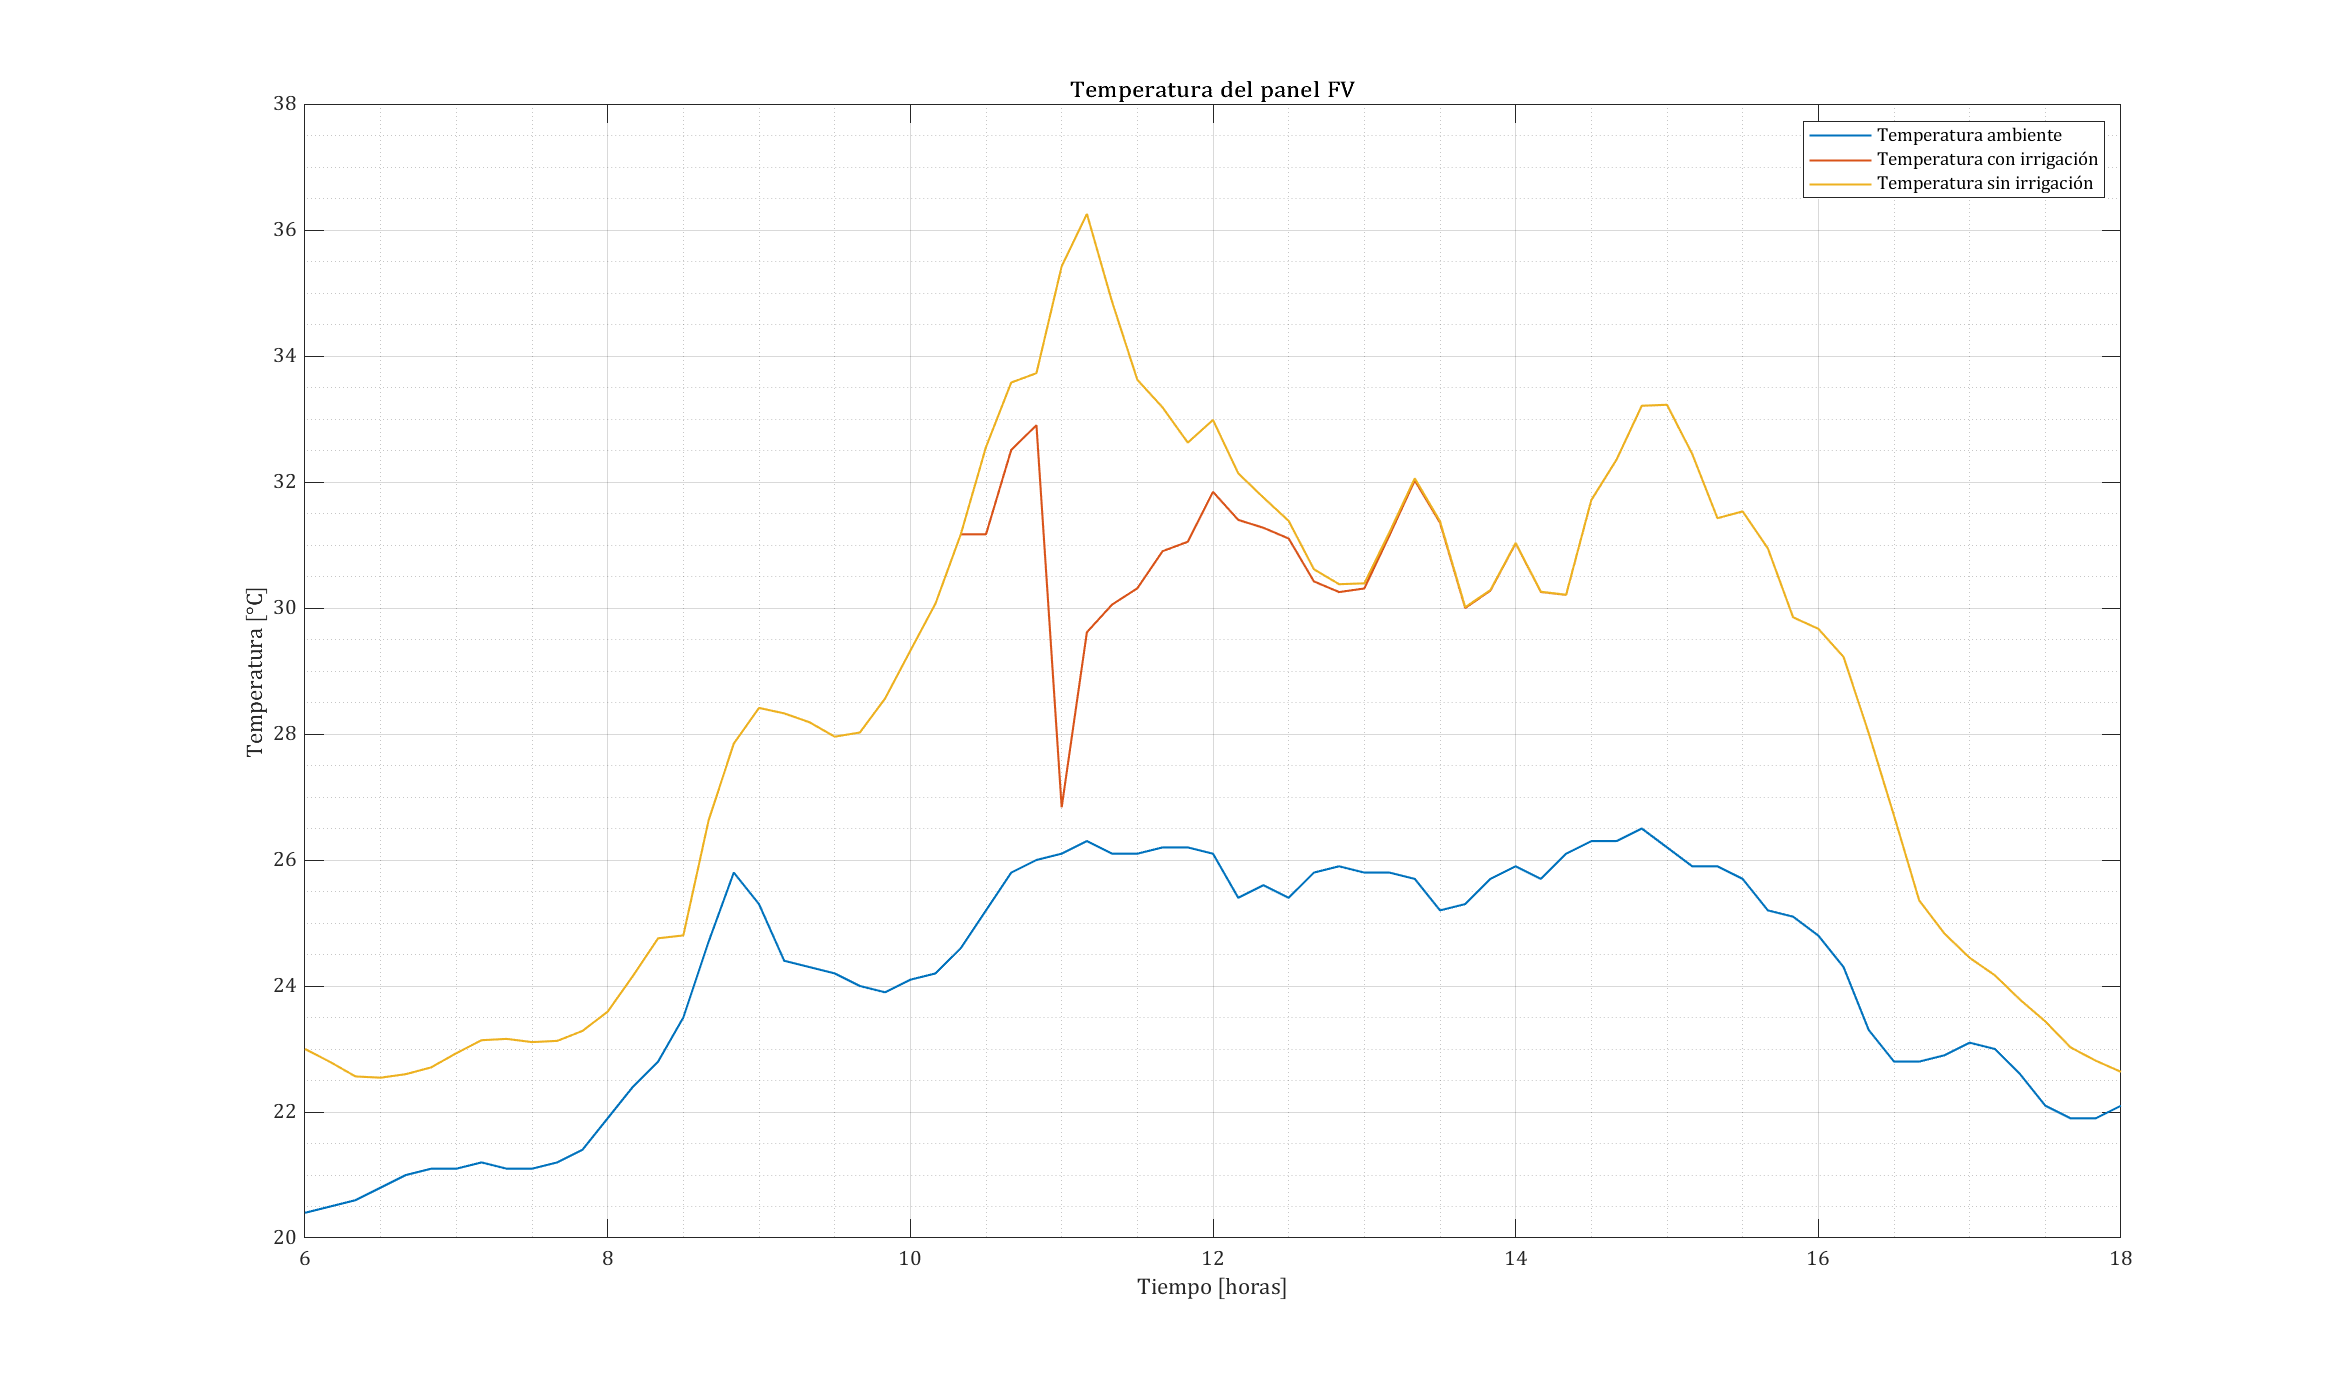 Temperatura del panel FV
Temperatura ambiente
Temperatura con irrigación
Temperatura sin irrigación
Temperatura [°C]
38
36
34
32
30
28
26
24
22
20
6 8 10 12 14 16 18
Tiempo [horas]